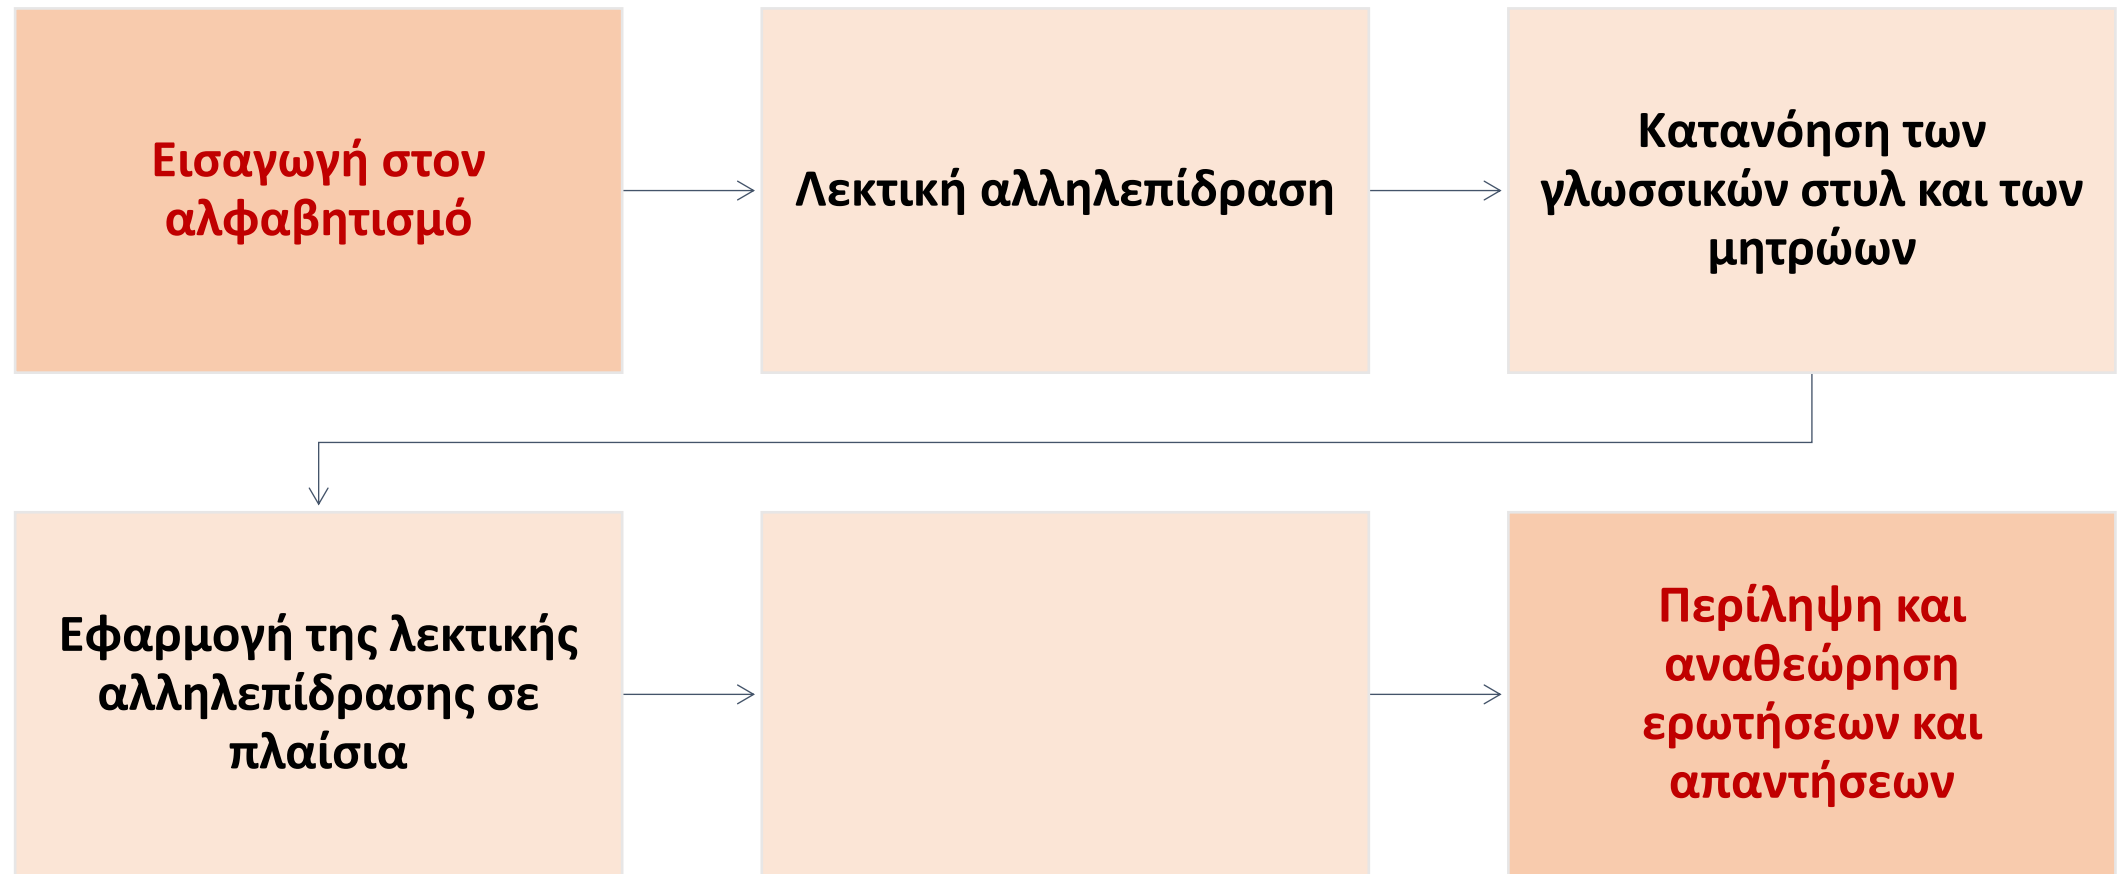 Εισαγωγή στον
αλφαβητισμό
Λεκτική αλληλεπίδραση
Κατανόηση των
γλωσσικών στυλ και των
μητρώων
Εφαρμογή της λεκτικής
αλληλεπίδρασης σε
πλαίσια
Περίληψη και
αναθεώρηση
ερωτήσεων και
απαντήσεων